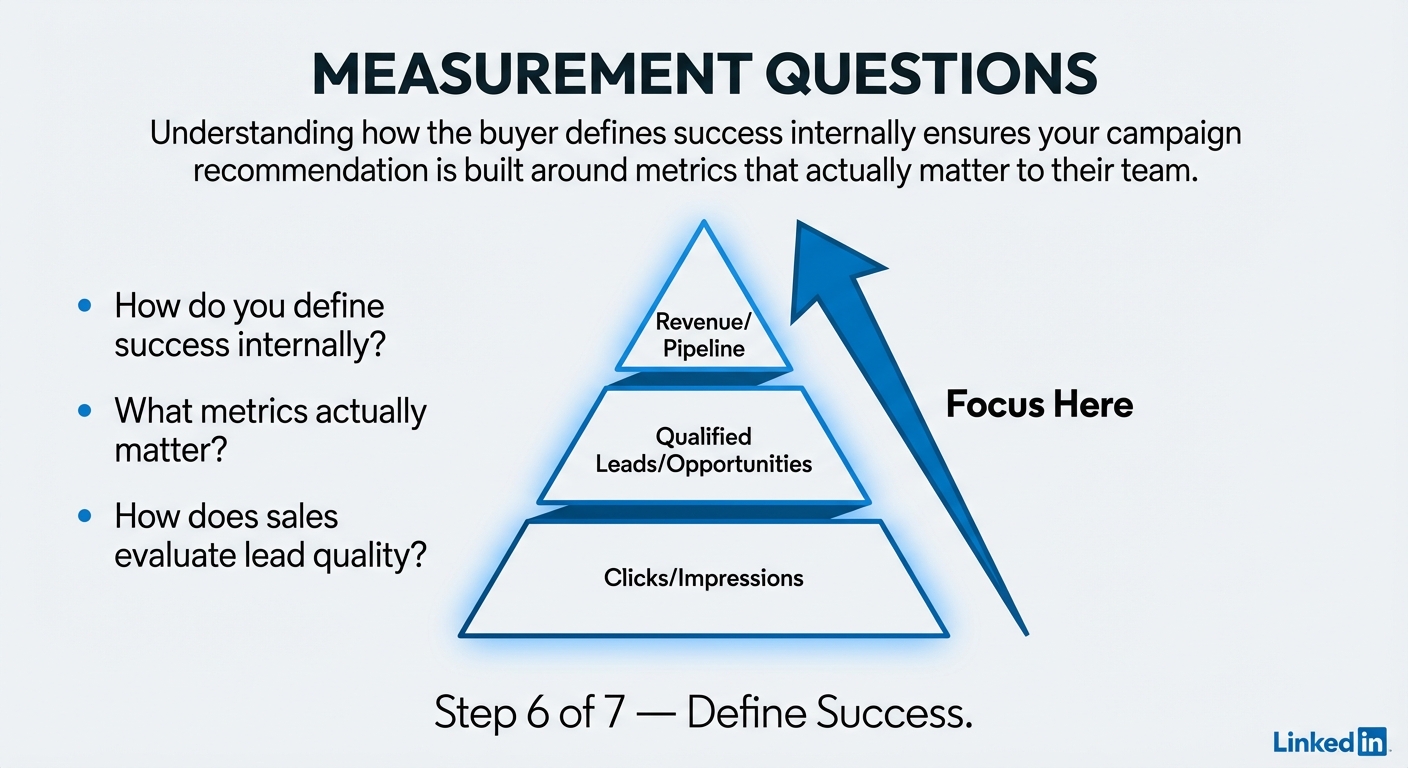 MEASUREMENT QUESTIONS
Understanding how the buyer defines success internally ensures your campaign
recommendation is built around metrics that actually matter to their team.
• How do you define
success internally?
• What metrics actually
matter?
• How does sales
evaluate lead quality?
Revenue/
Pipeline
Qualified
Leads/Opportunities
Clicks/Impressions
Focus Here
Step 6 of 7 — Define Success.
LinkedIn